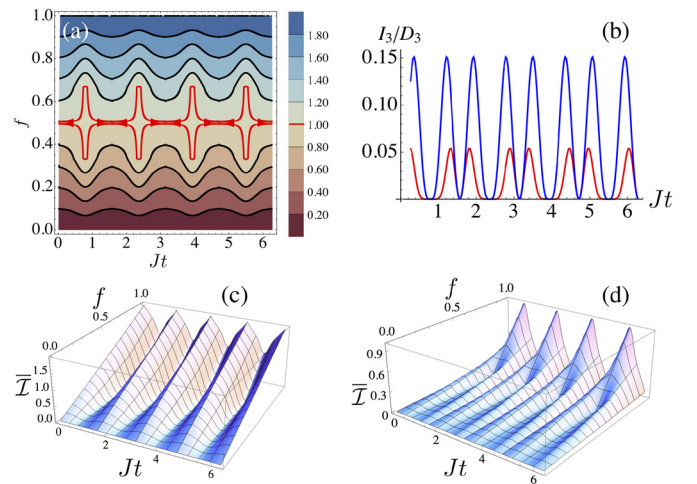 (a)
f
1.0
0.8
0.6
0.4
0.2
0.0
0 1 2 3 4 5 6
Jt
1.80
1.60
1.40
1.20
1.00
0.80
0.60
0.40
0.20
(b)
I₃/D₃
0.15
0.10
0.05
1 2 3 4 5 6 Jt
(c)
f
0.0
0.5
1.0
Ī
1.5
1.0
0.5
0.0
0
2
4
6
Jt
(d)
f
0.0
0.5
1.0
Ī
0.9
0.6
0.3
0
0
2
4
6
Jt